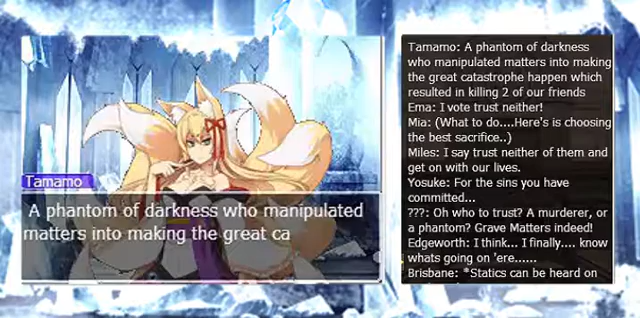 Tamamo
A phantom of darkness who manipulated
matters into making the great ca
Tamamo: A phantom of darkness
who manipulated matters into making
the great catastrophe happen which
resulted in killing 2 of our friends
Ema: I vote trust neither!
Mia: (What to do....Here's is choosing
the best sacrifice..)
Miles: I say trust neither of them and
get on with our lives.
Yosuke: For the sins you have
committed...
???: Oh who to trust? A murderer, or
a phantom? Grave Matters indeed!
Edgeworth: I think... I finally.... know
whats going on 'ere......
Brisbane: *Statics can be heard on